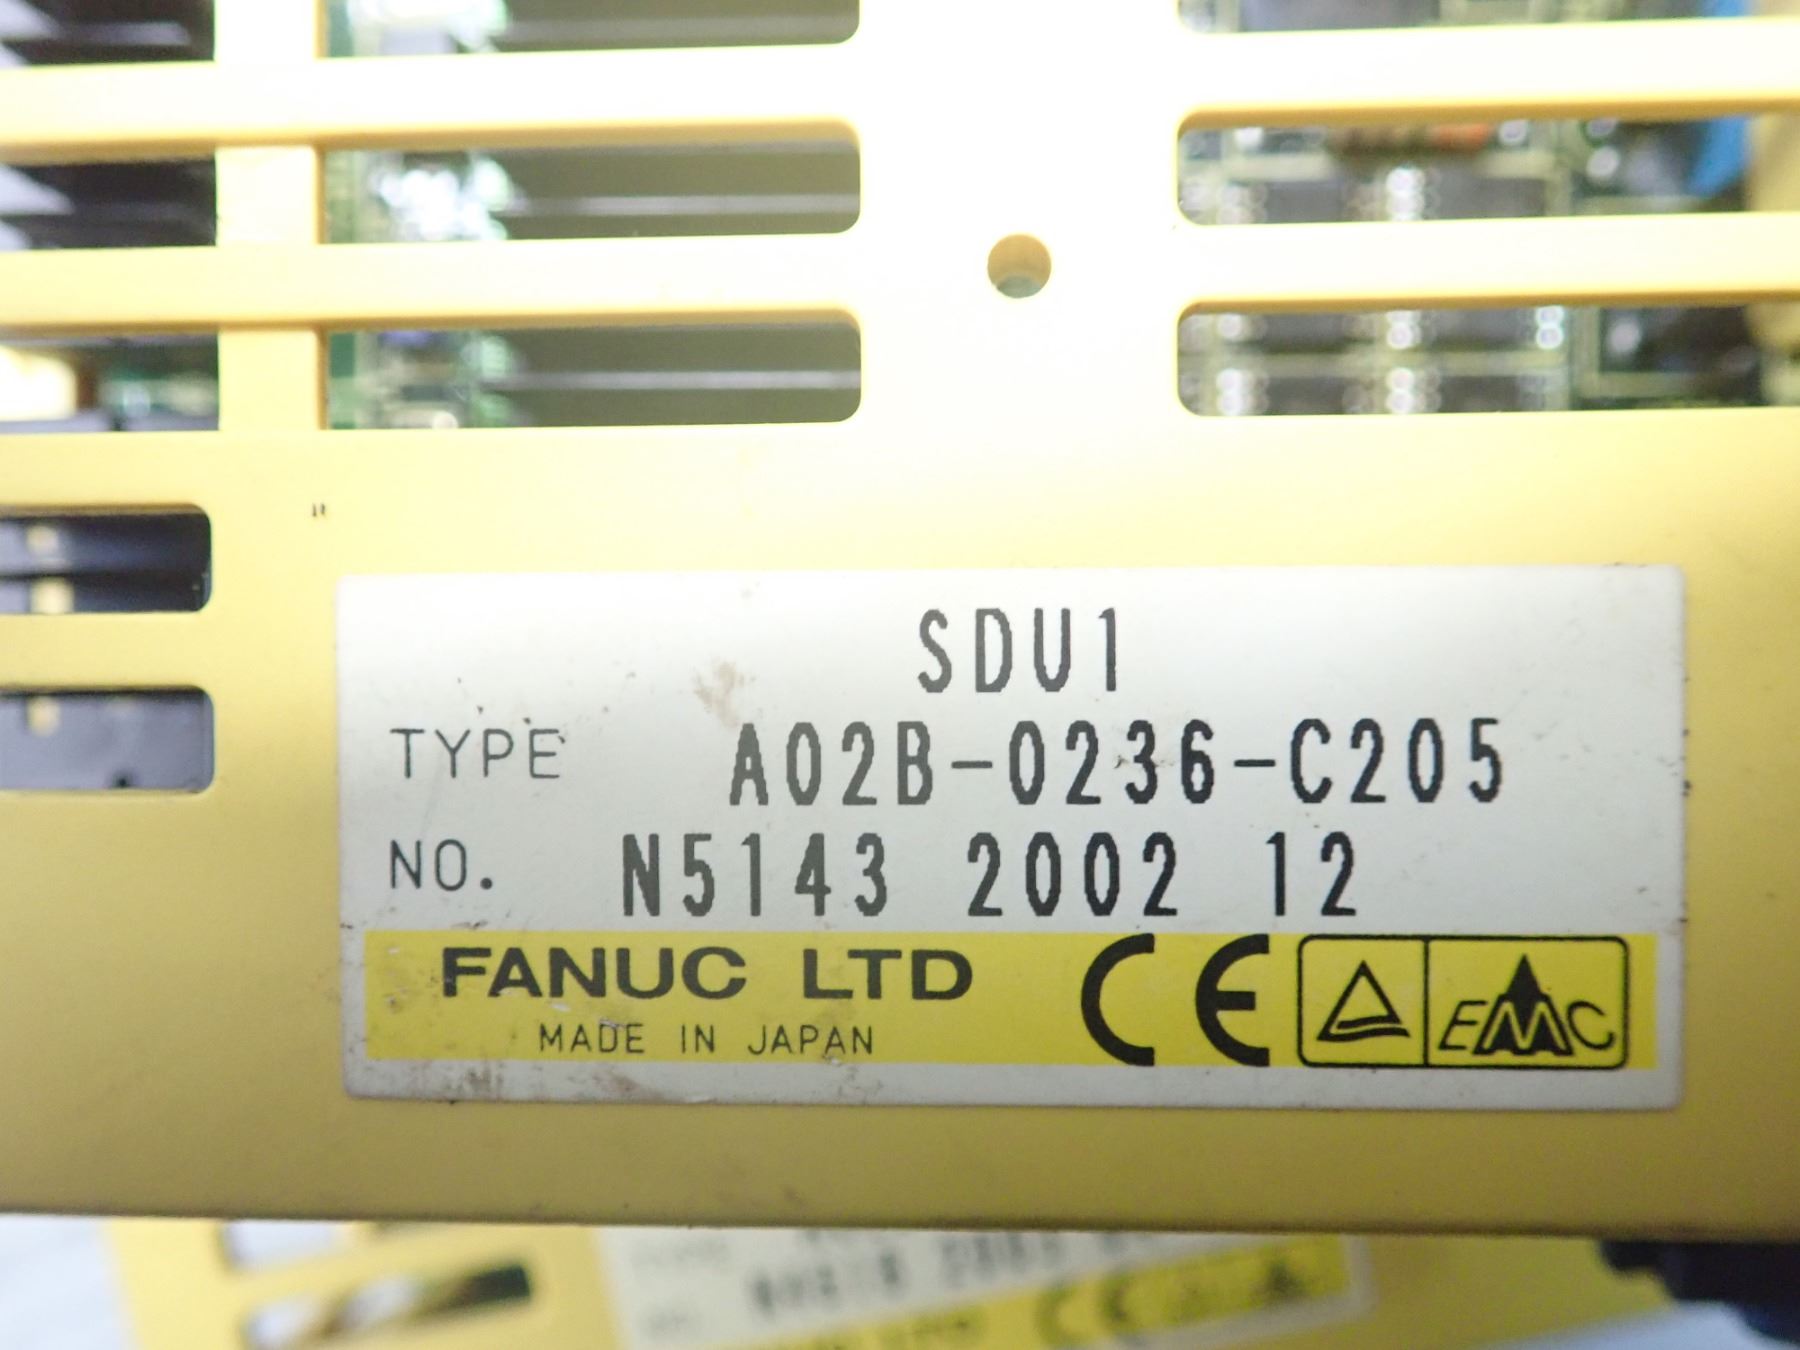 SDU1
TYPE A02B-0236-C205
NO. N5143 2002 12
FANUC LTD CE EMC
MADE IN JAPAN